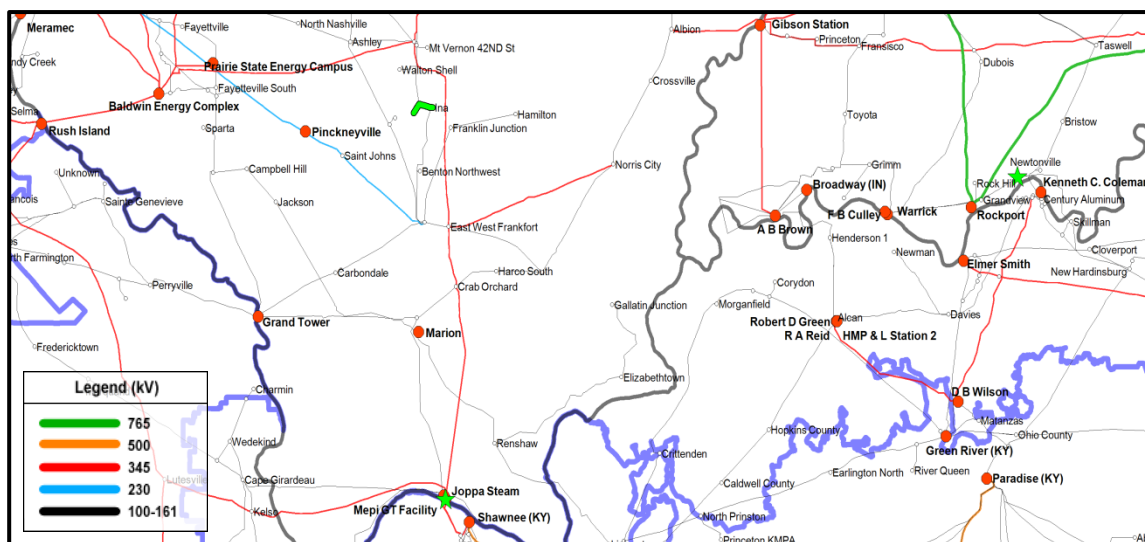 Meramec
Fayettville
North Nashville
Ashley
Mt Vernon 42ND St
Albion
Gibson Station
Princeton
Fransisco
Taswell
ndy Creek
Prairie State Energy Campus
Walton Shell
Dubois
Fayetteville South
Crossville
Baldwin Energy Complex
Selma
Ina
Hamilton
Toyota
Bristow
Rush Island
Sparta
Pinckneyville
Franklin Junction
Saint Johns
Norris City
Grimm
Newtonville
Unknown
Campbell Hill
Benton Northwest
Broadway (IN)
Rock Hill
Kenneth C. Coleman
rancois
Sainte Genevieve
Jackson
Grandview
Century Aluminum
A B Brown
F B Culley
Warrick
Rockport
Skillman
East West Frankfort
Henderson 1
Newman
Cloverport
rth Farmington
Elmer Smith
New Hardinsburg
Carbondale
Harco South
Perryville
Crab Orchard
Corydon
Gallatin Junction
Morganfield
Grand Tower
Marion
Robert D Green
Alcan
Davies
R A Reid
HMP & L Station 2
Fredericktown
Elizabethtown
Legend (kV)
Charmin
D B Wilson
765
Matanzas
500
Wedekind
Renshaw
Hopkins County
Ohio County
345
Crittenden
Green River (KY)
230
Lutesville
Cape Girardeau
Caldwell County
Earlington North
River Queen
Paradise (KY)
100-161
Joppa Steam
Kelso
Mepi GT Facility
Shawnee (KY)
North Prinston
Princeton KMPA